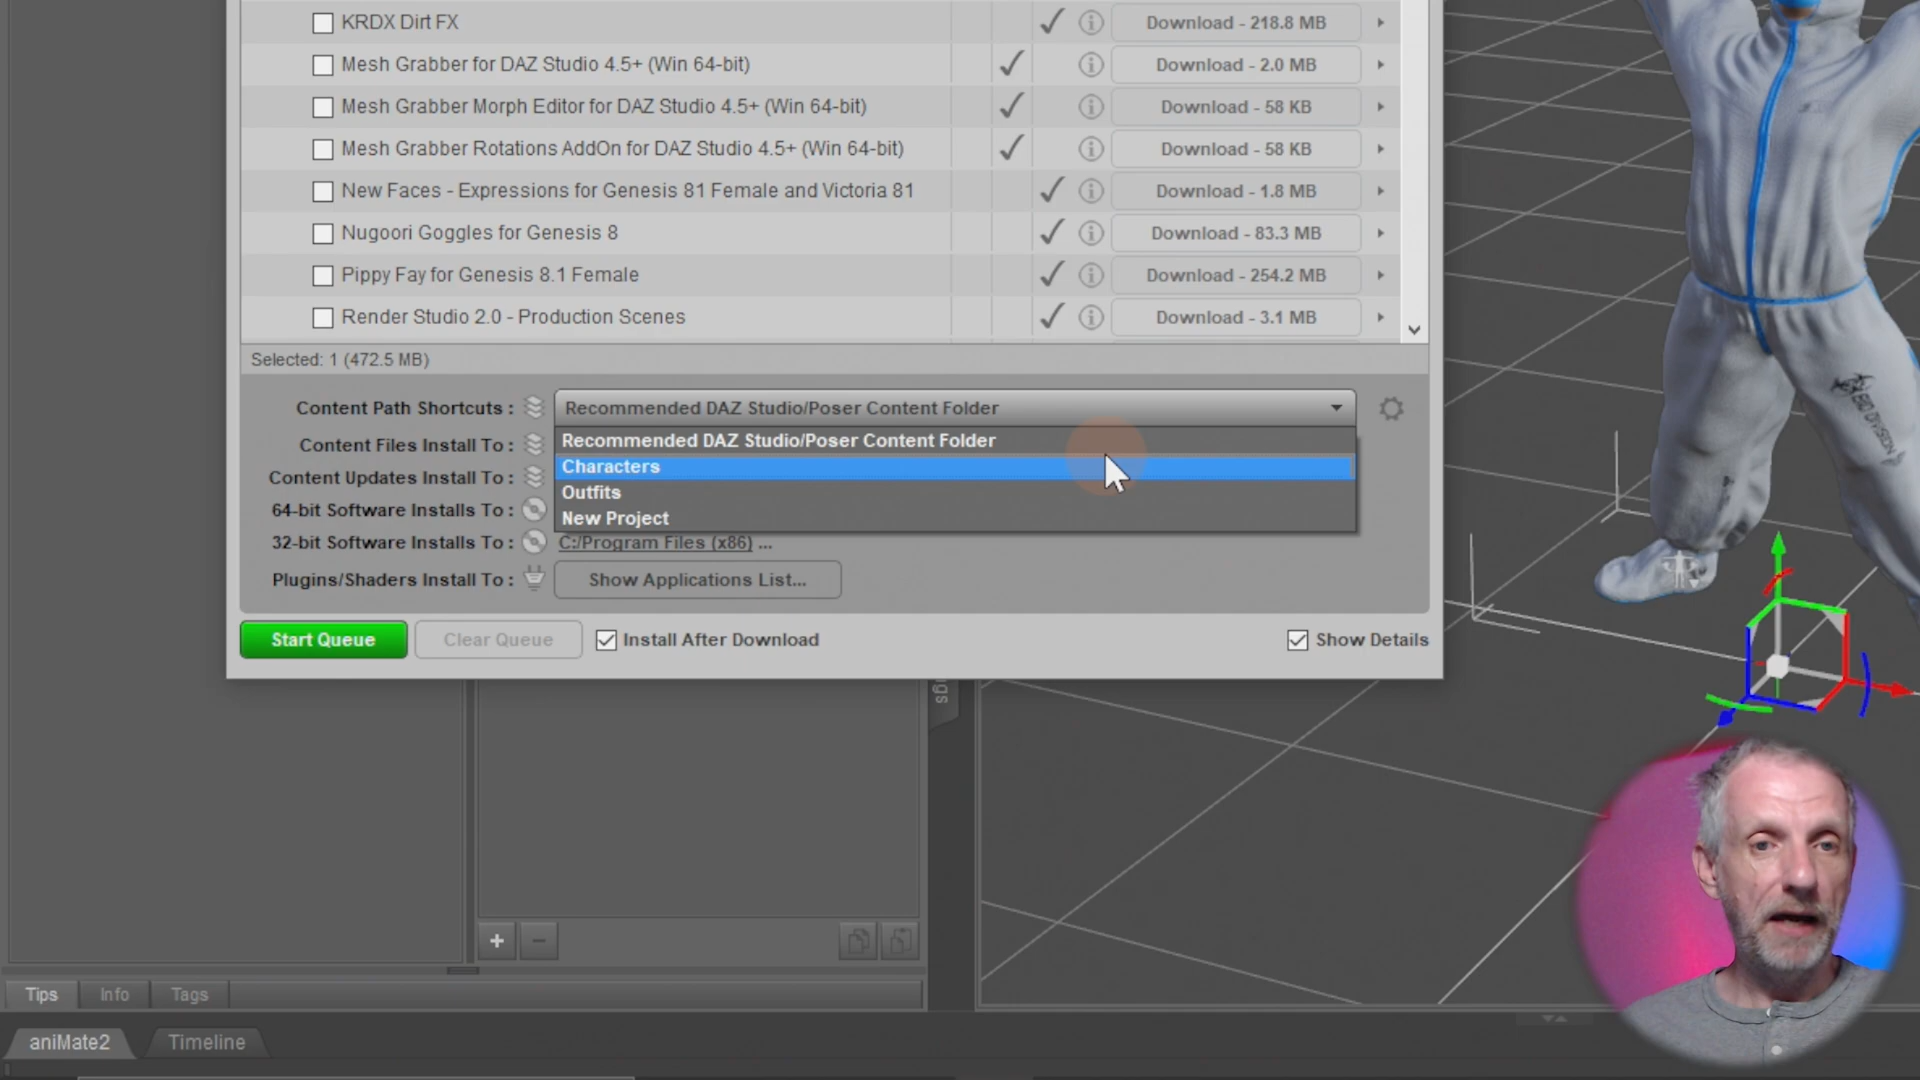 KRDX Dirt FX Download - 218.8 MB
Mesh Grabber for DAZ Studio 4.5+ (Win 64-bit) Download - 2.0 MB
Mesh Grabber Morph Editor for DAZ Studio 4.5+ (Win 64-bit) Download - 58 KB
Mesh Grabber Rotations AddOn for DAZ Studio 4.5+ (Win 64-bit) Download - 58 KB
New Faces - Expressions for Genesis 81 Female and Victoria 81 Download - 1.8 MB
Nugoori Goggles for Genesis 8 Download - 83.3 MB
Pippy Fay for Genesis 8.1 Female Download - 254.2 MB
Render Studio 2.0 - Production Scenes Download - 3.1 MB
Selected: 1 (472.5 MB)
Content Path Shortcuts : Recommended DAZ Studio/Poser Content Folder
Recommended DAZ Studio/Poser Content Folder
Content Files Install To :
Characters
Content Updates Install To :
Outfits
64-bit Software Installs To :
New Project
32-bit Software Installs To : C:/Program Files (x86) ...
Plugins/Shaders Install To : Show Applications List...
Start Queue Clear Queue Install After Download Show Details
gs
Tips Info Tags
aniMate2 Timeline